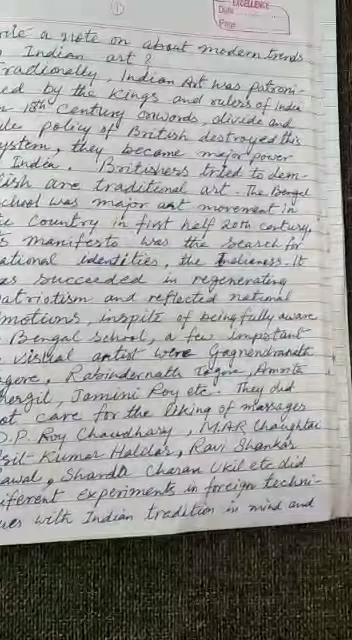 1
EXCELLENCE
Date
Page
rite a note on about modern trends
Indian art ?
raditionally, Indian Art was patroni-
ed by the Kings and rulers of India
n 18th Century onwords, divide and
ule policy of British destroyed this
ystem, they became major power
India. Britishers tried to dem-
lish are traditional art. The Bengal
chool was major art movement in
e country in first half 20th century,
s manifesto was the search for
ational identities, the Indieness. It
as succeeded in regenerating
atriotism and reflected national
motions, inspite of being fully aware
Bengal school, a few important
visual artist were Gagnendranath
agore, Rabindernath Tagore, Amrita
hergil, Jamini Roy etc. They did
ot care for the liking of massages
D.P. Roy Chaudhary, M.A.R Chaughtai
sit Kumar Halder, Ravi Shankar
awal, Sharda Charan Ukil etc did
ifferent experiments in foreign techni-
ues with Indian tradition in mind and